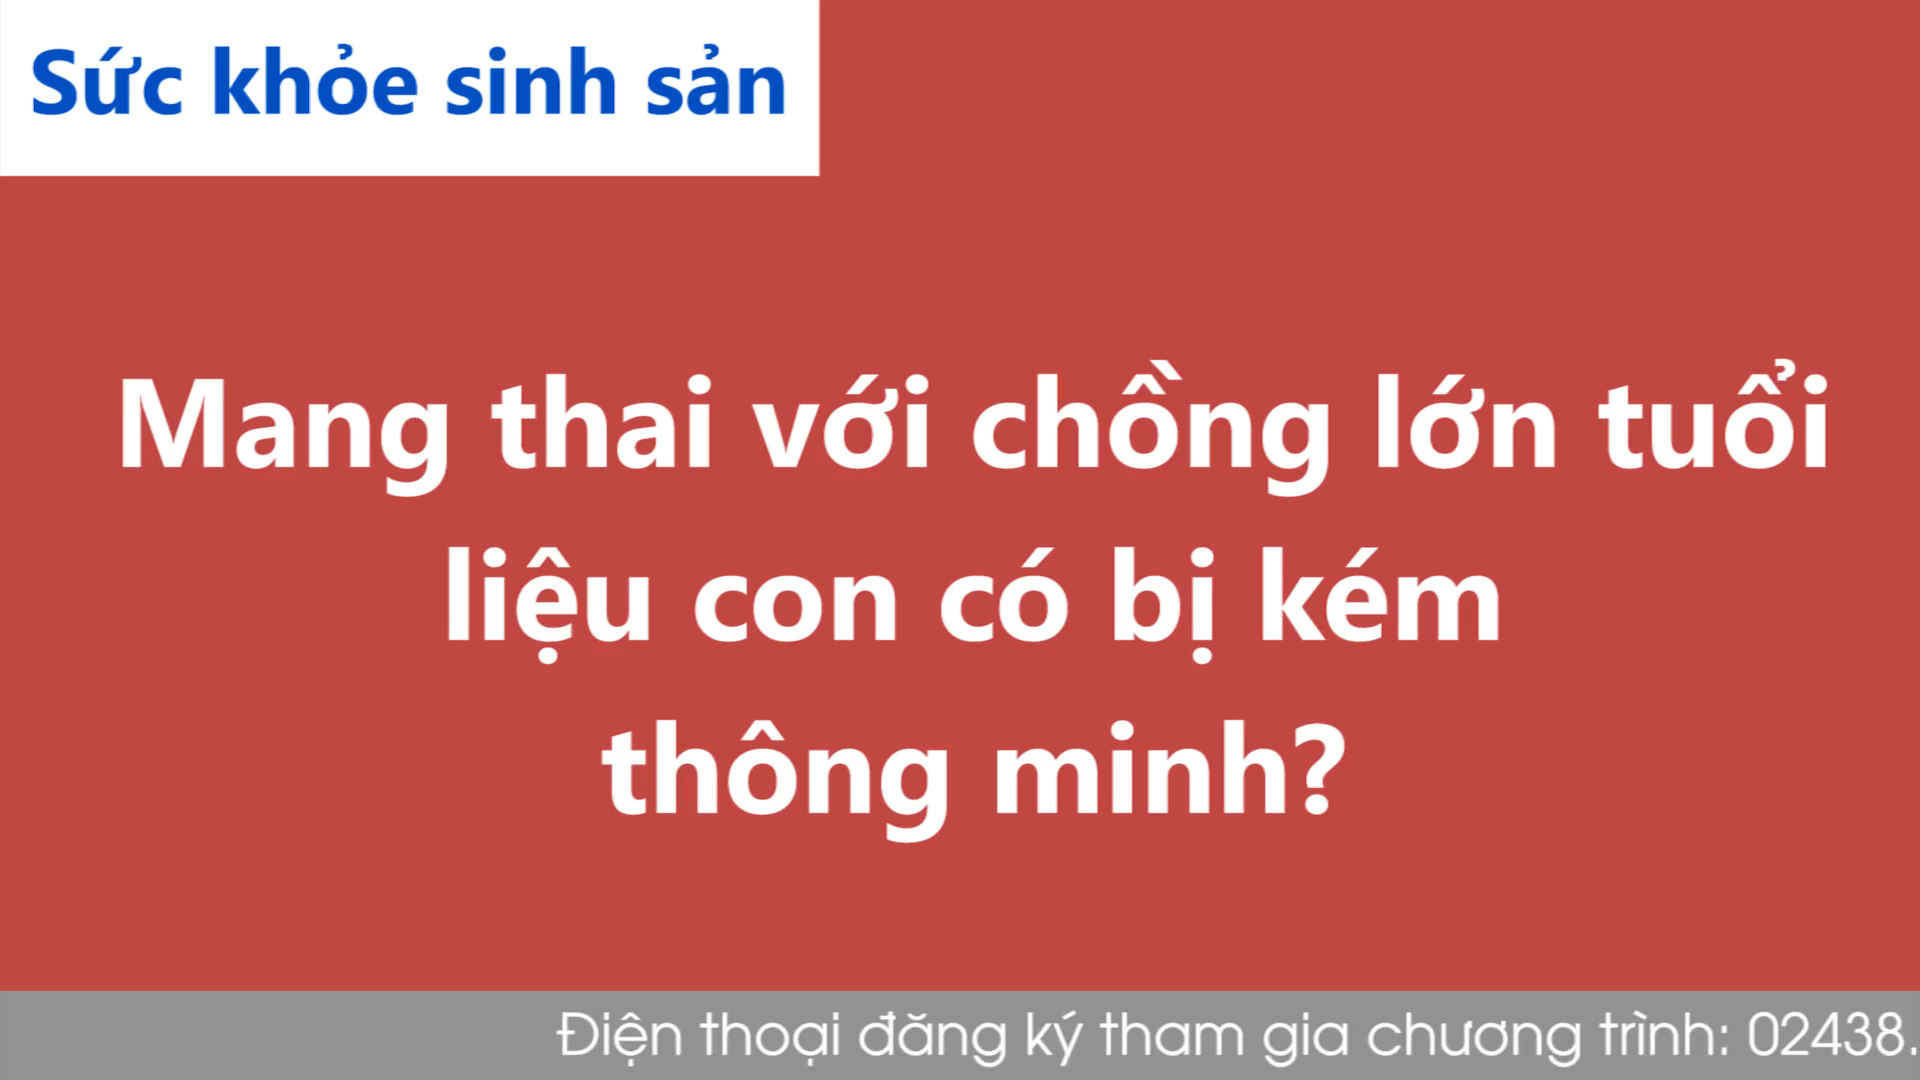 Sức khỏe sinh sản
Mang thai với chồng lớn tuổi
liệu con có bị kém
thông minh?
Điện thoại đăng ký tham gia chương trình: 02438.